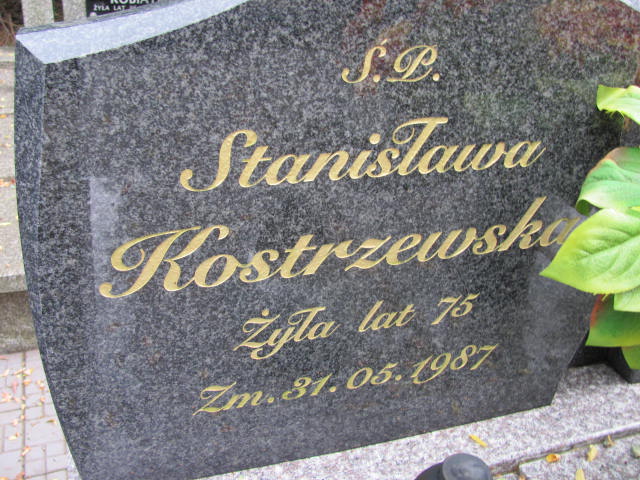 Ś.P.
Stanisława
Kostrzewska
Żyła lat 75
Zm. 31.05.1987